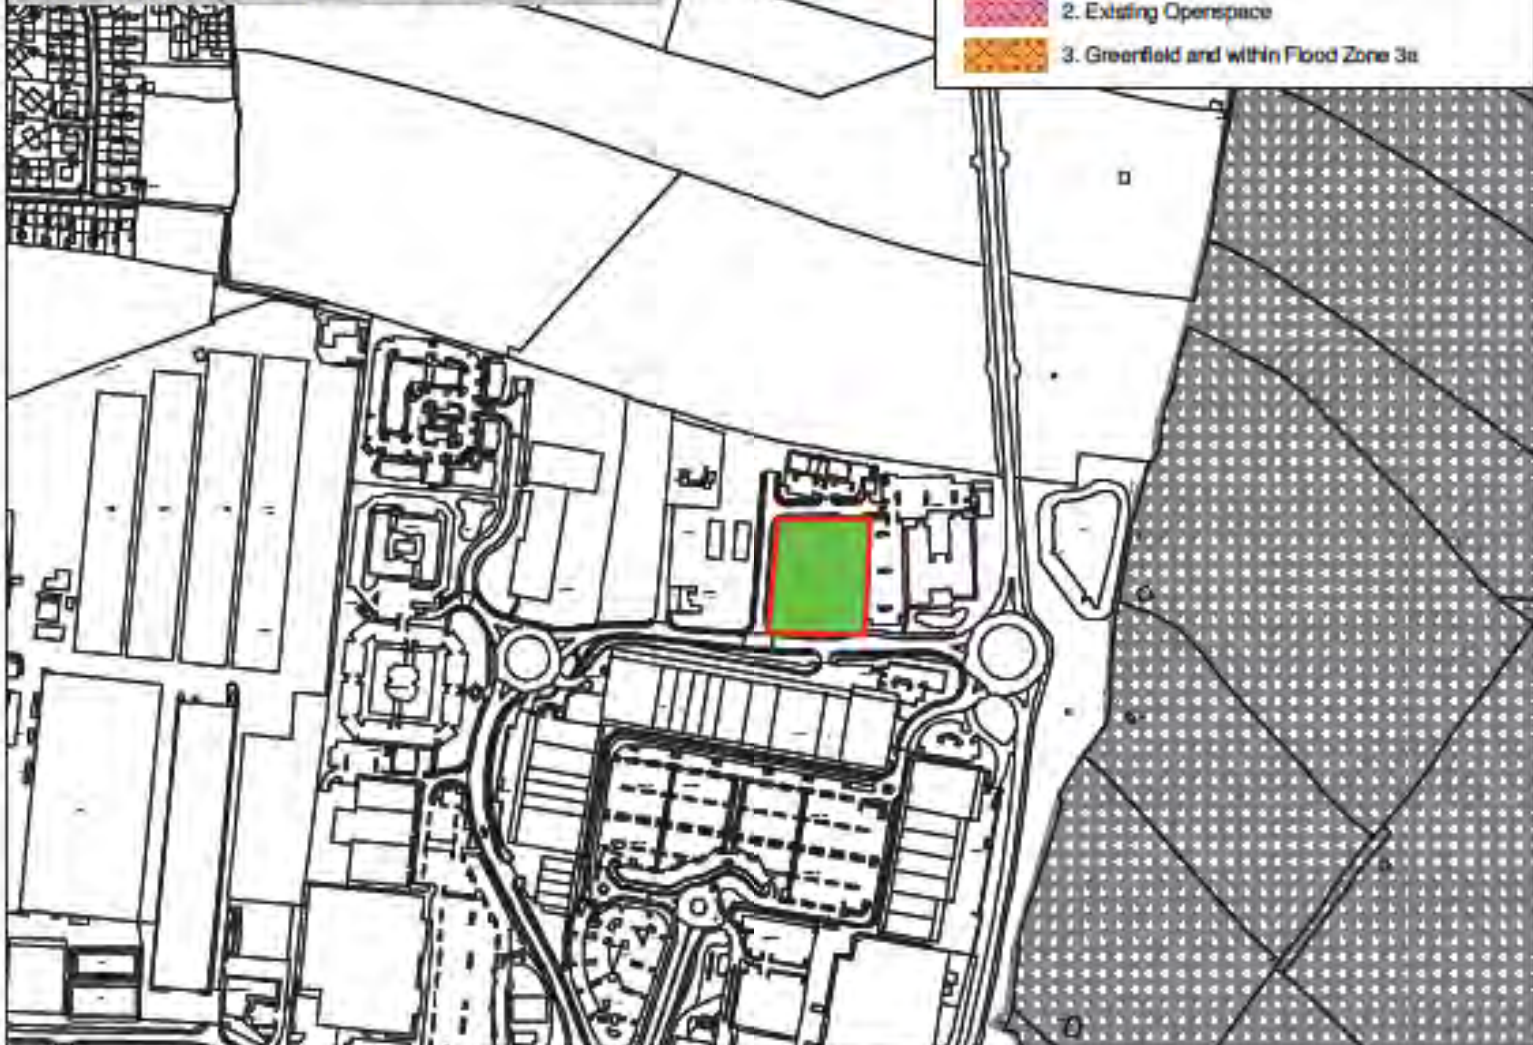 2. Existing Openspace
3. Greenfield and within Flood Zone 3a